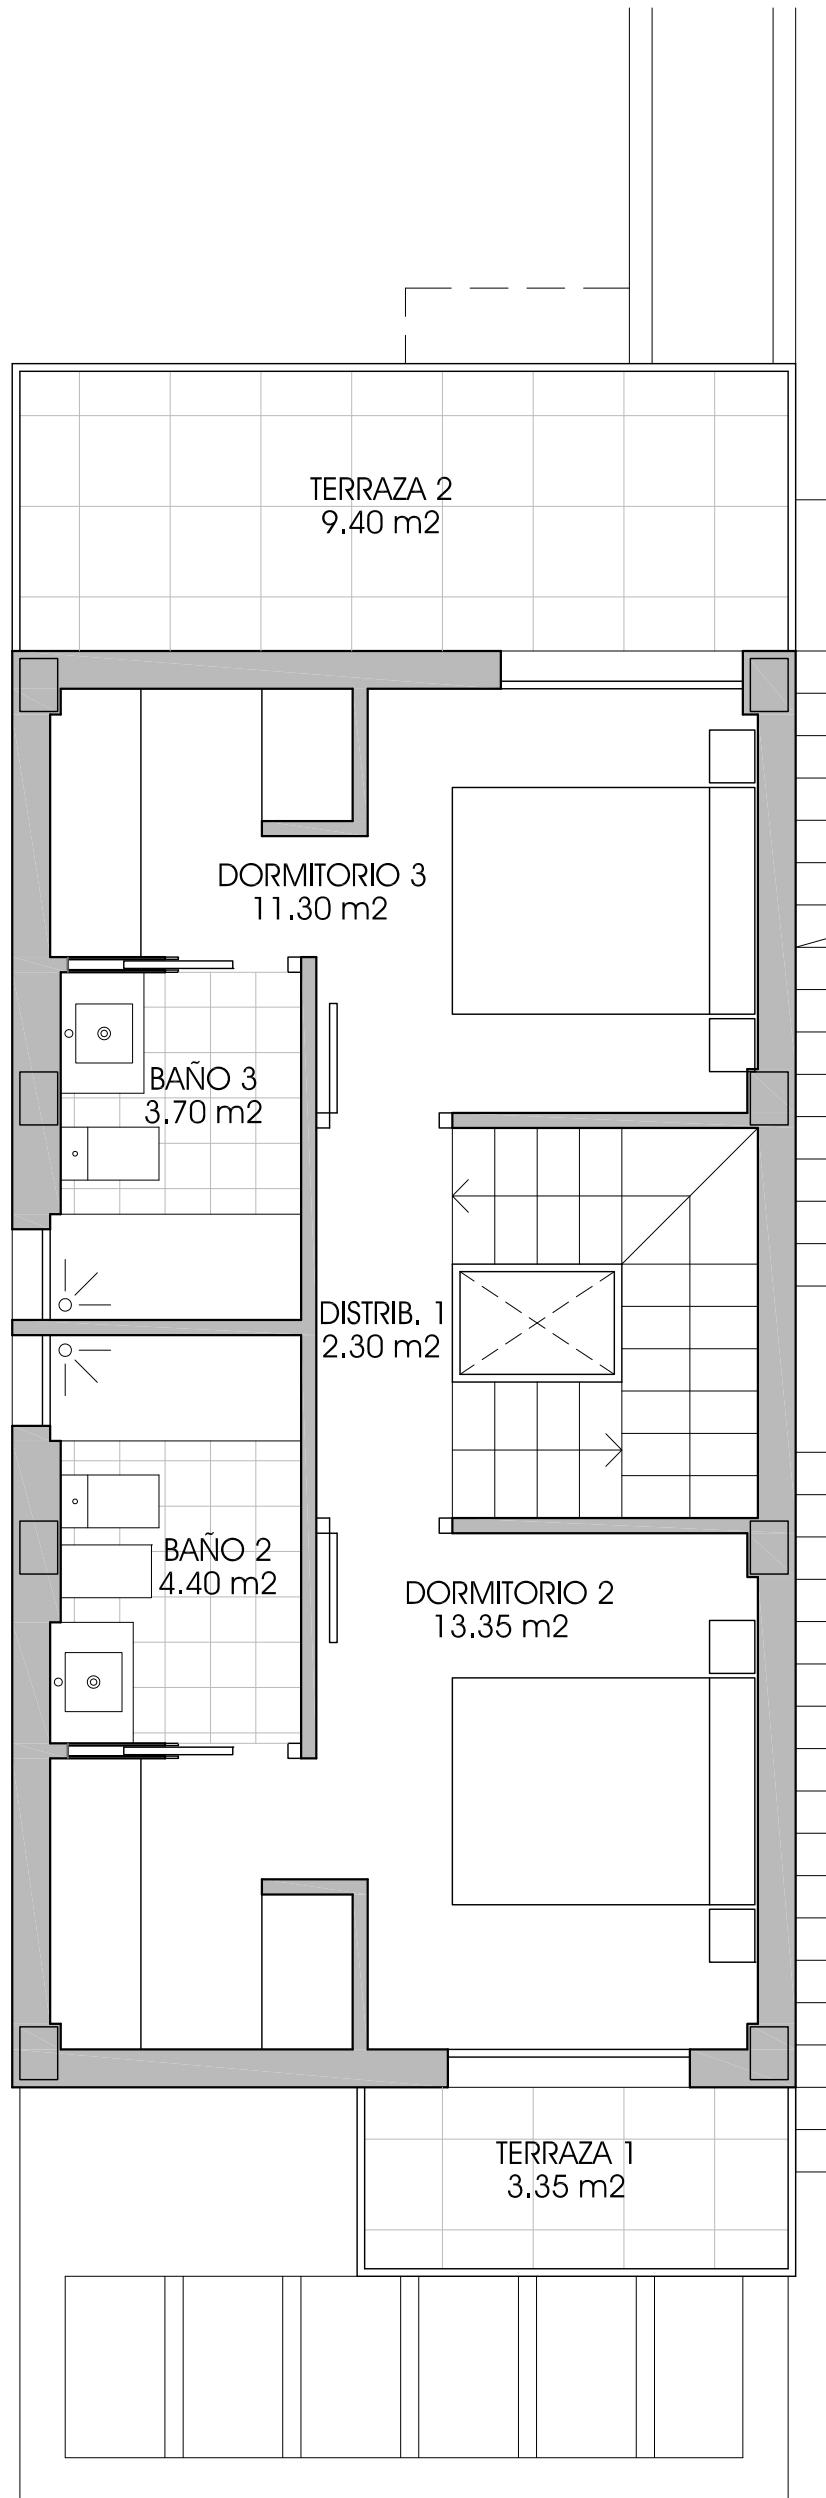 TERRAZA 2
9.40 m2
DORMITORIO 3
11.30 m2
BAÑO 3
3.70 m2
DISTRIB. 1
2.30 m2
BAÑO 2
4.40 m2
DORMITORIO 2
13.35 m2
TERRAZA 1
3.35 m2